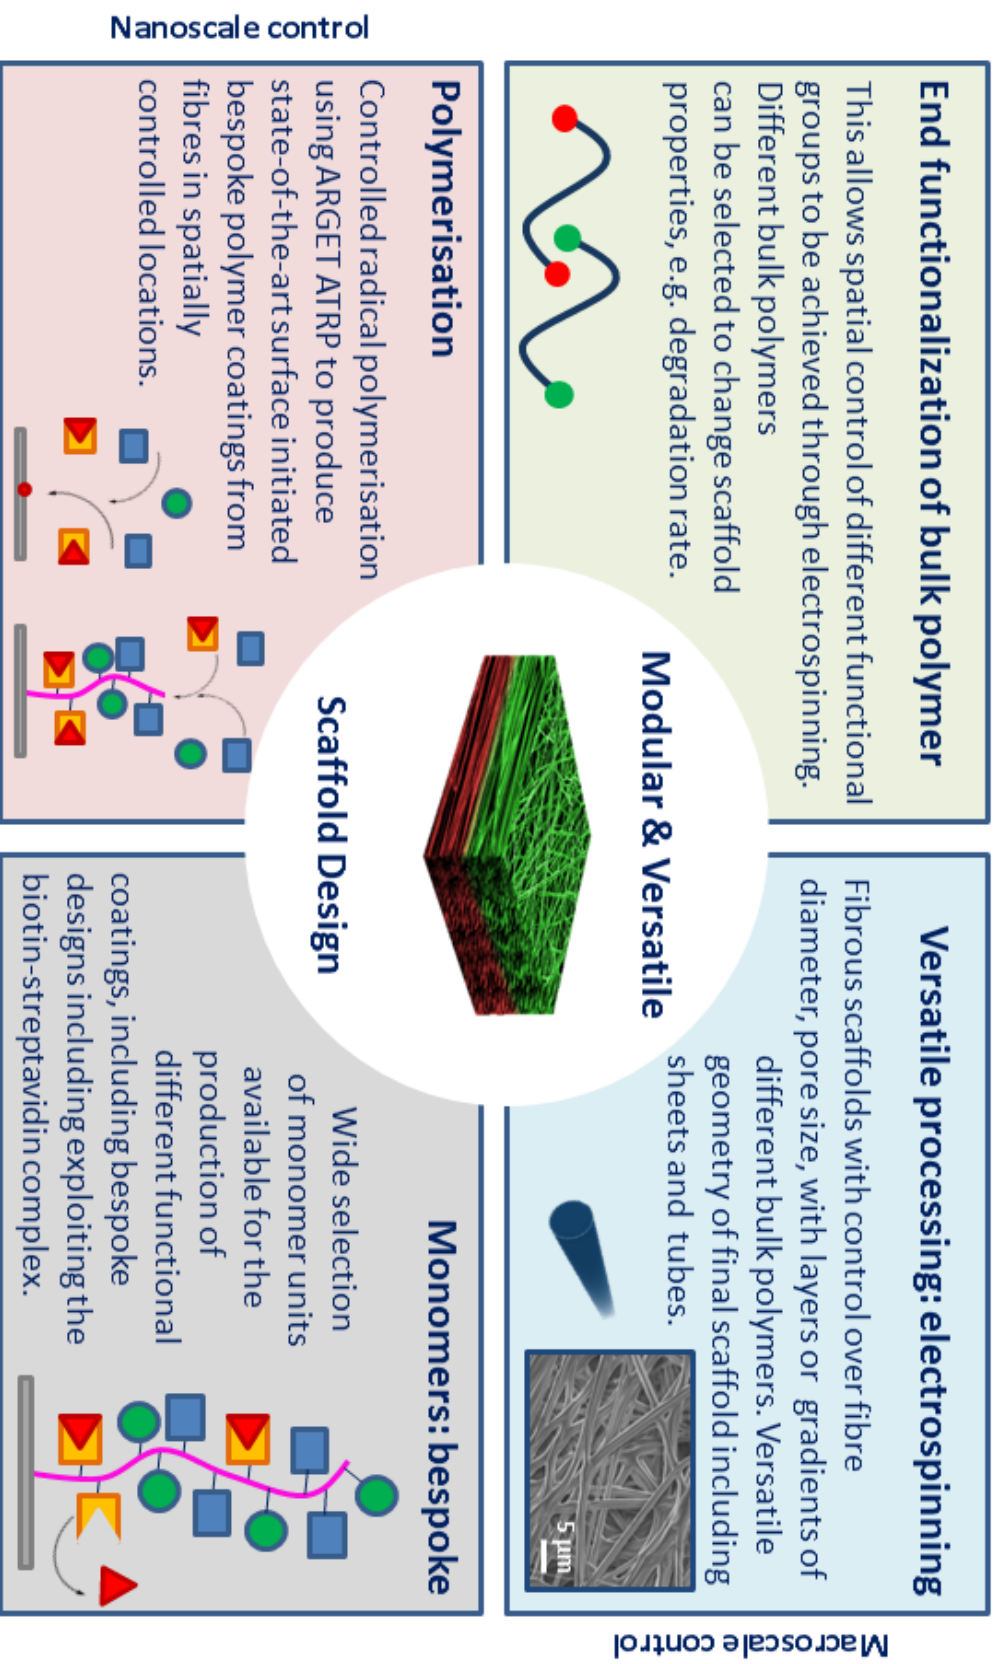 Nanoscale control
End functionalization of bulk polymer
This allows spatial control of different functional
groups to be achieved through electrospinning.
Different bulk polymers
can be selected to change scaffold
properties, e.g. degradation rate.
Versatile processing: electrospinning
Fibrous scaffolds with control over fibre
diameter, pore size, with layers or gradients of
different bulk polymers. Versatile
geometry of final scaffold including
sheets and tubes.
5 µm
Modular & Versatile
Scaffold Design
Polymerisation
Controlled radical polymerisation
using ARGET ATRP to produce
state-of-the-art surface initiated
bespoke polymer coatings from
fibres in spatially
controlled locations.
Monomers: bespoke
Wide selection
of monomer units
available for the
production of
different functional
coatings, including bespoke
designs including exploiting the
biotin-streptavidin complex.
Macroscale control